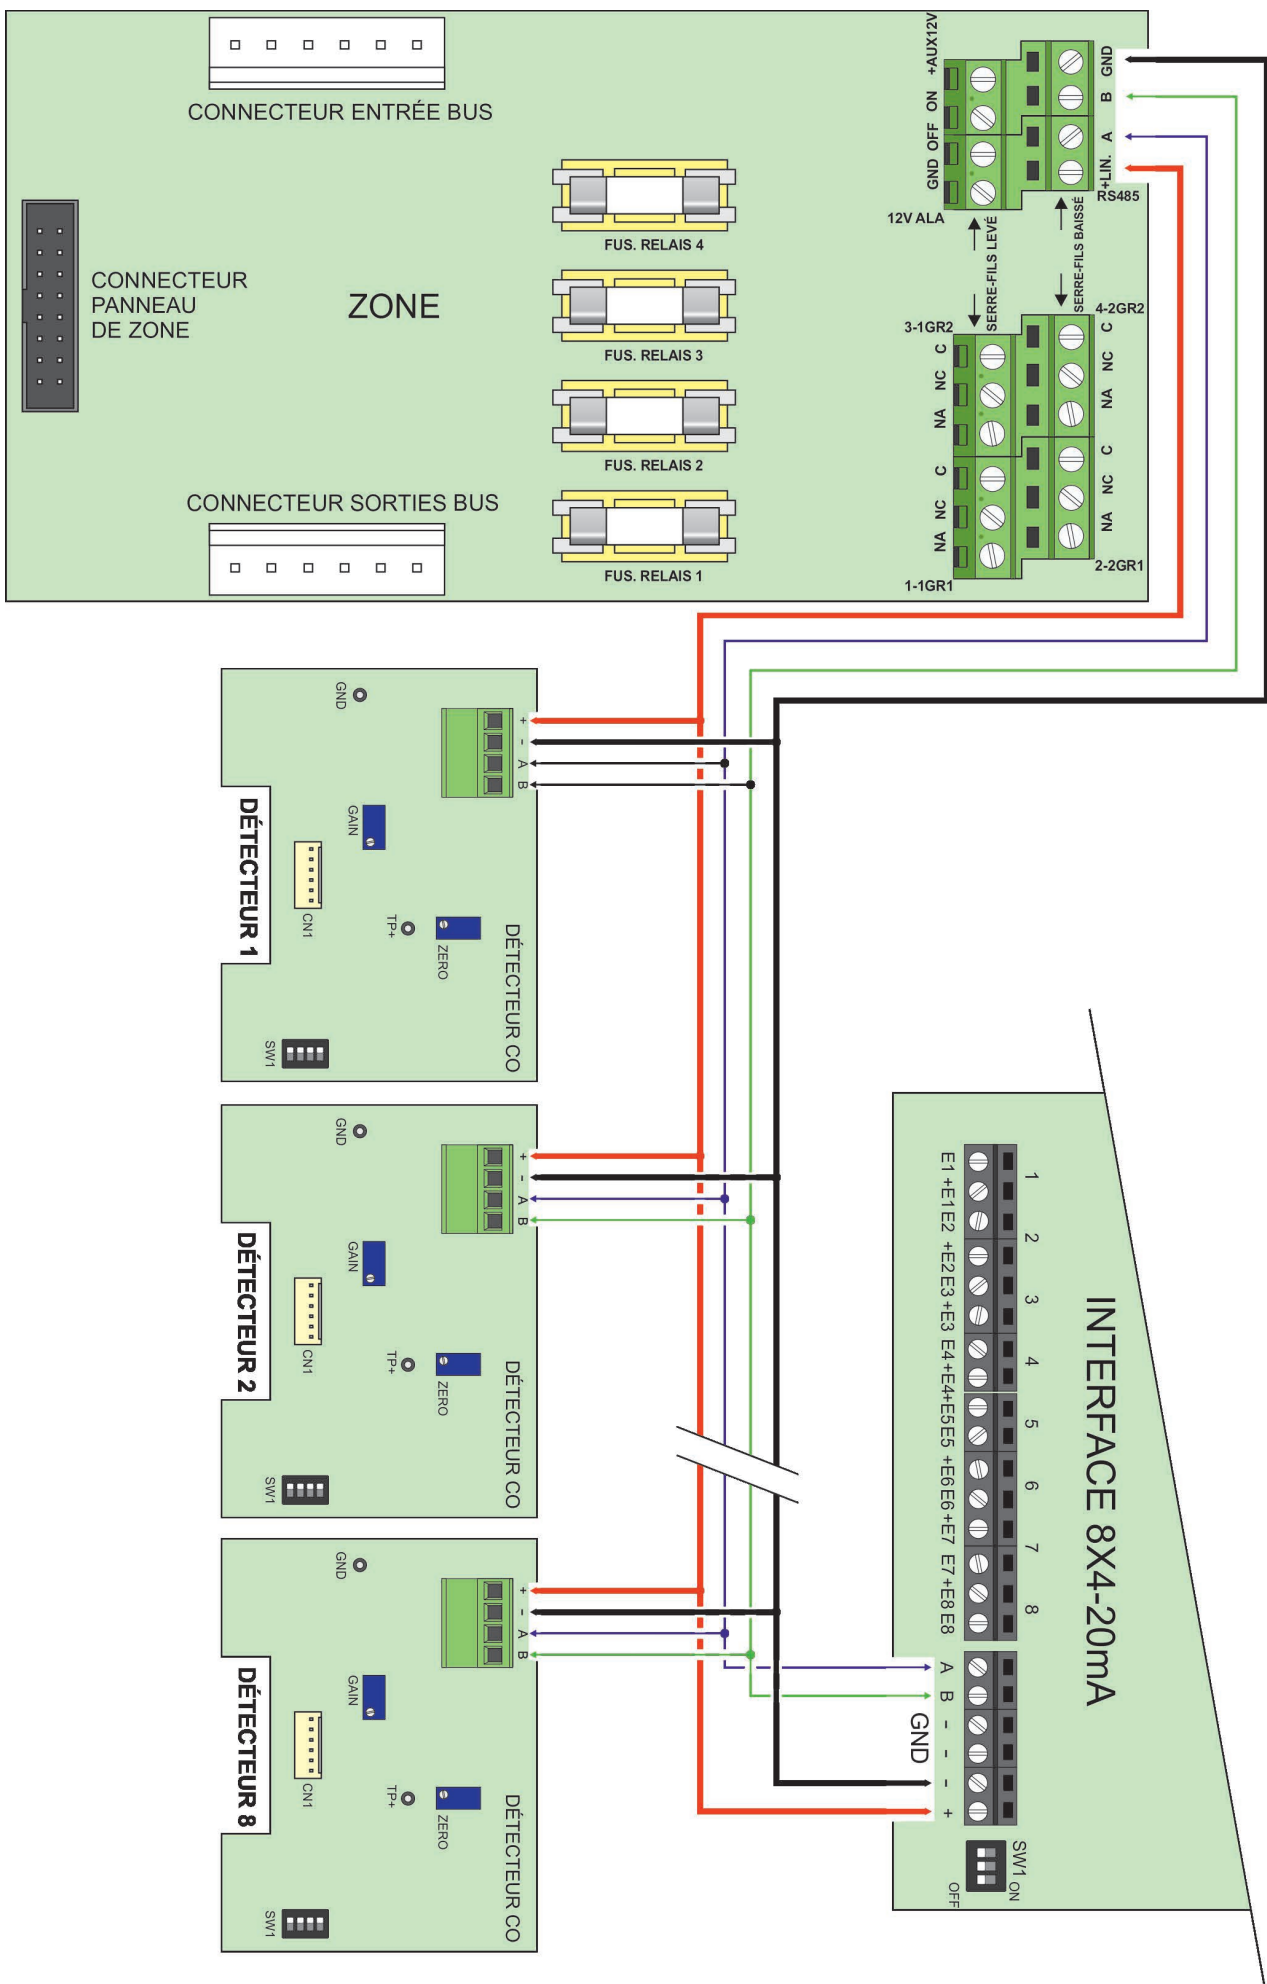 CONNECTEUR ENTRÉE BUS
CONNECTEUR
PANNEAU
DE ZONE
ZONE
CONNECTEUR SORTIES BUS
FUS. RELAIS 4
FUS. RELAIS 3
FUS. RELAIS 2
FUS. RELAIS 1
+AUX12V
ON
OFF
GND
12V ALA
GND
B
A
+LIN.
RS485
SERRE-FILS LEVÉ
SERRE-FILS BAISSÉ
3-1GR2
4-2GR2
C
NC
NA
C
NC
NA
C
NC
NA
C
NC
NA
1-1GR1
2-2GR1
GND
+
-
A
B
GAIN
DÉTECTEUR 1
CN1
TP+
ZERO
DÉTECTEUR CO
SW1
GND
+
-
A
B
GAIN
DÉTECTEUR 2
CN1
TP+
ZERO
DÉTECTEUR CO
SW1
GND
+
-
A
B
GAIN
DÉTECTEUR 8
CN1
TP+
ZERO
DÉTECTEUR CO
SW1
INTERFACE 8X4-20mA
1
2
3
4
5
6
7
8
E1 +E1 E2 +E2 E3 +E3 E4 +E4 +E5 E5 +E6 E6 +E7 E7 +E8 E8
A
B
-
-
-
+
GND
SW1
ON
OFF